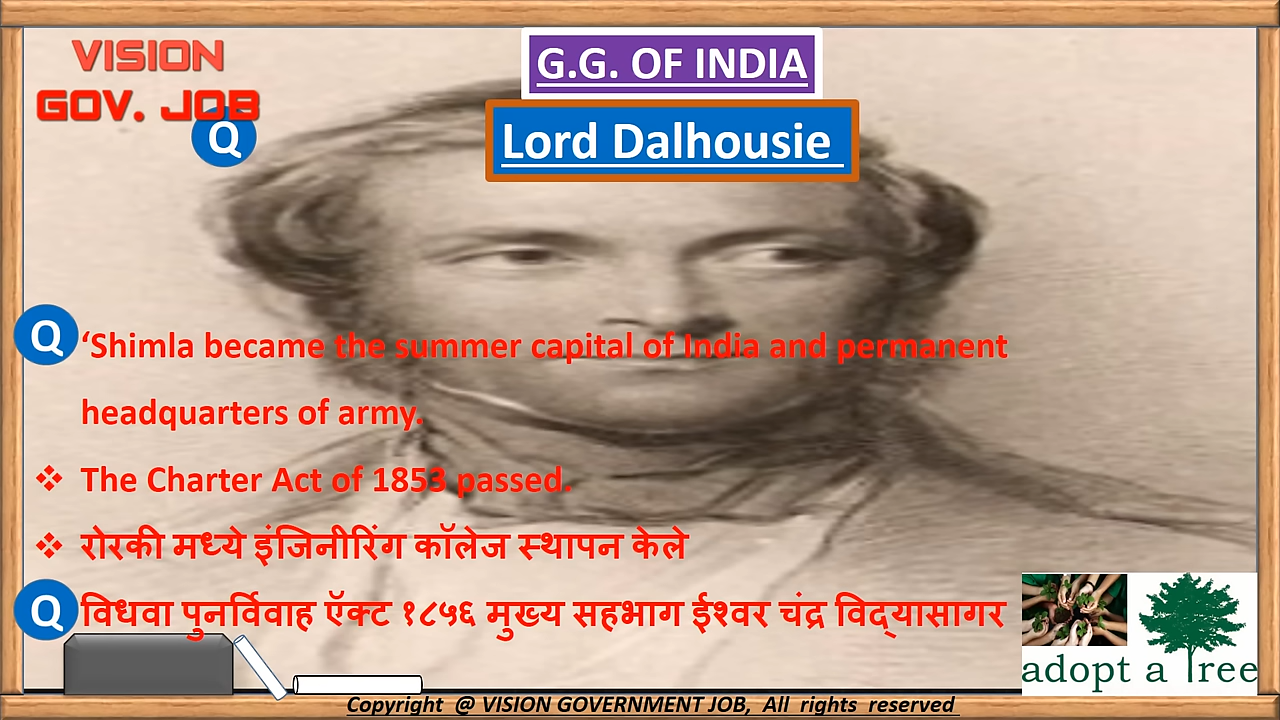 VISION
GOV. JOB
G.G. OF INDIA
Q
Lord Dalhousie
Q ‘Shimla became the summer capital of India and permanent
headquarters of army.
❖ The Charter Act of 1853 passed.
❖ रोरकी मध्ये इंजिनीरिंग कॉलेज स्थापन केले
Q विधवा पुनर्विवाह ऍक्ट १८५६ मुख्य सहभाग ईश्वर चंद्र विद्‌यासागर
adopt a Tree
Copyright @ VISION GOVERNMENT JOB, All rights reserved